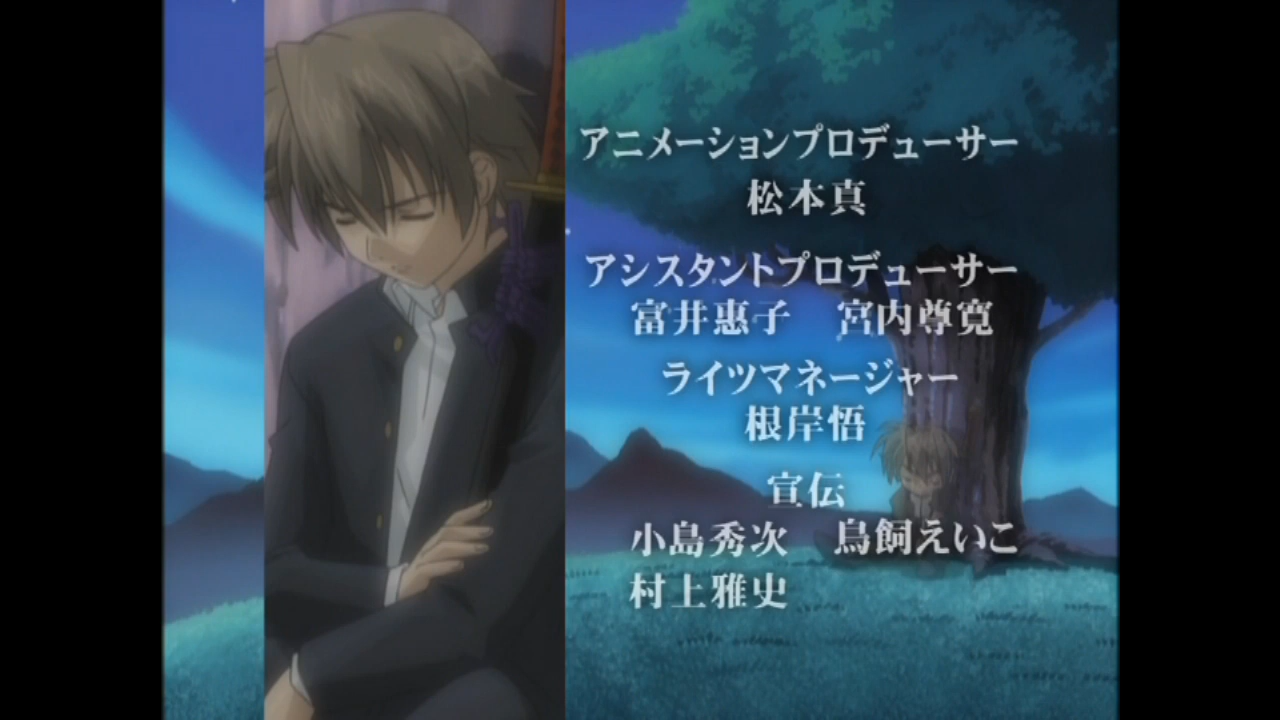 アニメーションプロデューサー
松本真
アシスタントプロデューサー
富井惠子 宮内尊寛
ライツマネージャー
根岸悟
宣伝
小島秀次 鳥飼えいこ
村上雅史